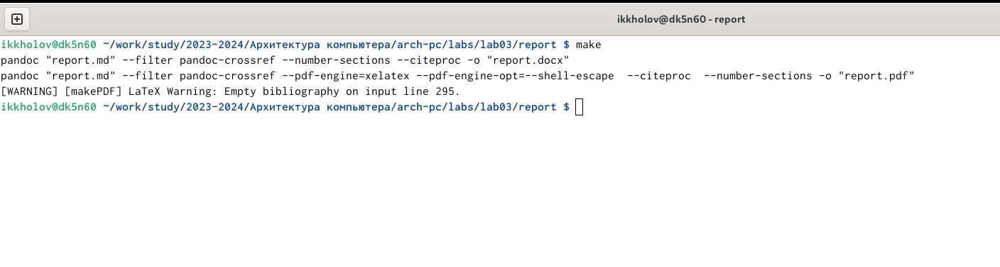 ikkholov@dk5n60 - report
ikkholov@dk5n60 ~/work/study/2023-2024/Архитектура компьютера/arch-pc/labs/lab03/report $ make
pandoc "report.md" --filter pandoc-crossref --number-sections --citeproc -o "report.docx"
pandoc "report.md" --filter pandoc-crossref --pdf-engine=xelatex --pdf-engine-opt=--shell-escape  --citeproc  --number-sections -o "report.pdf"
[WARNING] [makePDF] LaTeX Warning: Empty bibliography on input line 295.
ikkholov@dk5n60 ~/work/study/2023-2024/Архитектура компьютера/arch-pc/labs/lab03/report $